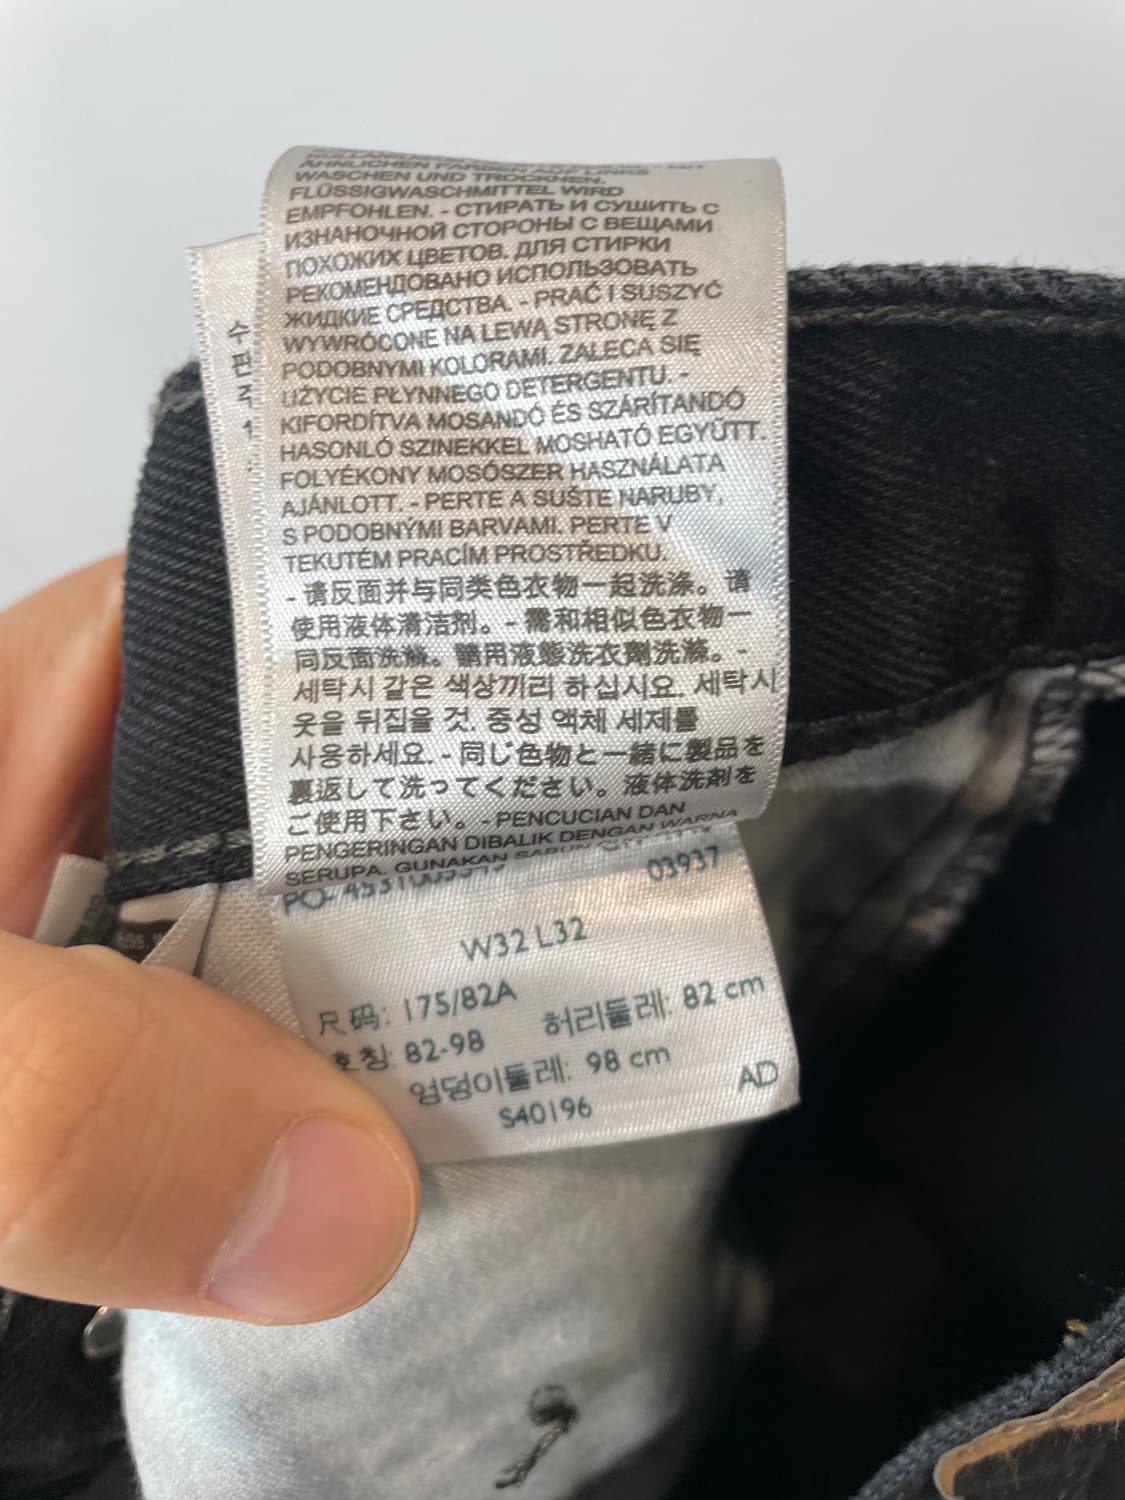 ÄHNLICHEN FARBEN AUF LINKS
WASCHEN UND TROCKNEN.
FLÜSSIGWASCHMITTEL WIRD
EMPFOHLEN. - СТИРАТЬ И СУШИТЬ С
ИЗНАНОЧНОЙ СТОРОНЫ С ВЕЩАМИ
ПОХОЖИХ ЦВЕТОВ. ДЛЯ СТИРКИ
РЕКОМЕНДОВАНО ИСПОЛЬЗОВАТЬ
ЖИДКИЕ СРЕДСТВА. - PRAĆ I SUSZYĆ
WYWRÓCONE NA LEWĄ STRONĘ Z
PODOBNYMI KOLORAMI. ZALECA SIĘ
UŻYCIE PŁYNNEGO DETERGENTU. -
KIFORDÍTVA MOSANDÓ ÉS SZÁRÍTANDÓ
HASONLÓ SZINEKKEL MOSHATÓ EGYÜTT.
FOLYÉKONY MOSÓSZER HASZNÁLATA
AJÁNLOTT. - PERTE A SUŠTE NARUBY,
S PODOBNÝMI BARVAMI. PERTE V
TEKUTÉM PRACÍM PROSTŘEDKU.
- 请反面并与同类色衣物一起洗涤。请
使用液体清洁剂。- 需和相似色衣物一
同反面洗滌。請用液態洗衣劑洗滌。-
세탁시 같은 색상끼리 하십시요. 세탁시
옷을 뒤집을 것. 중성 액체 세제를
사용하세요. - 同じ色物と一緒に製品を
裏返して洗ってください。液体洗剤を
ご使用下さい。- PENCUCIAN DAN
PENGERINGAN DIBALIK DENGAN WARNA
SERUPA. GUNAKAN SABUN
03937
W32 L32
尺码: 175/82A
호칭: 82-98 허리둘레: 82 cm
엉덩이둘레: 98 cm
S40196 AD